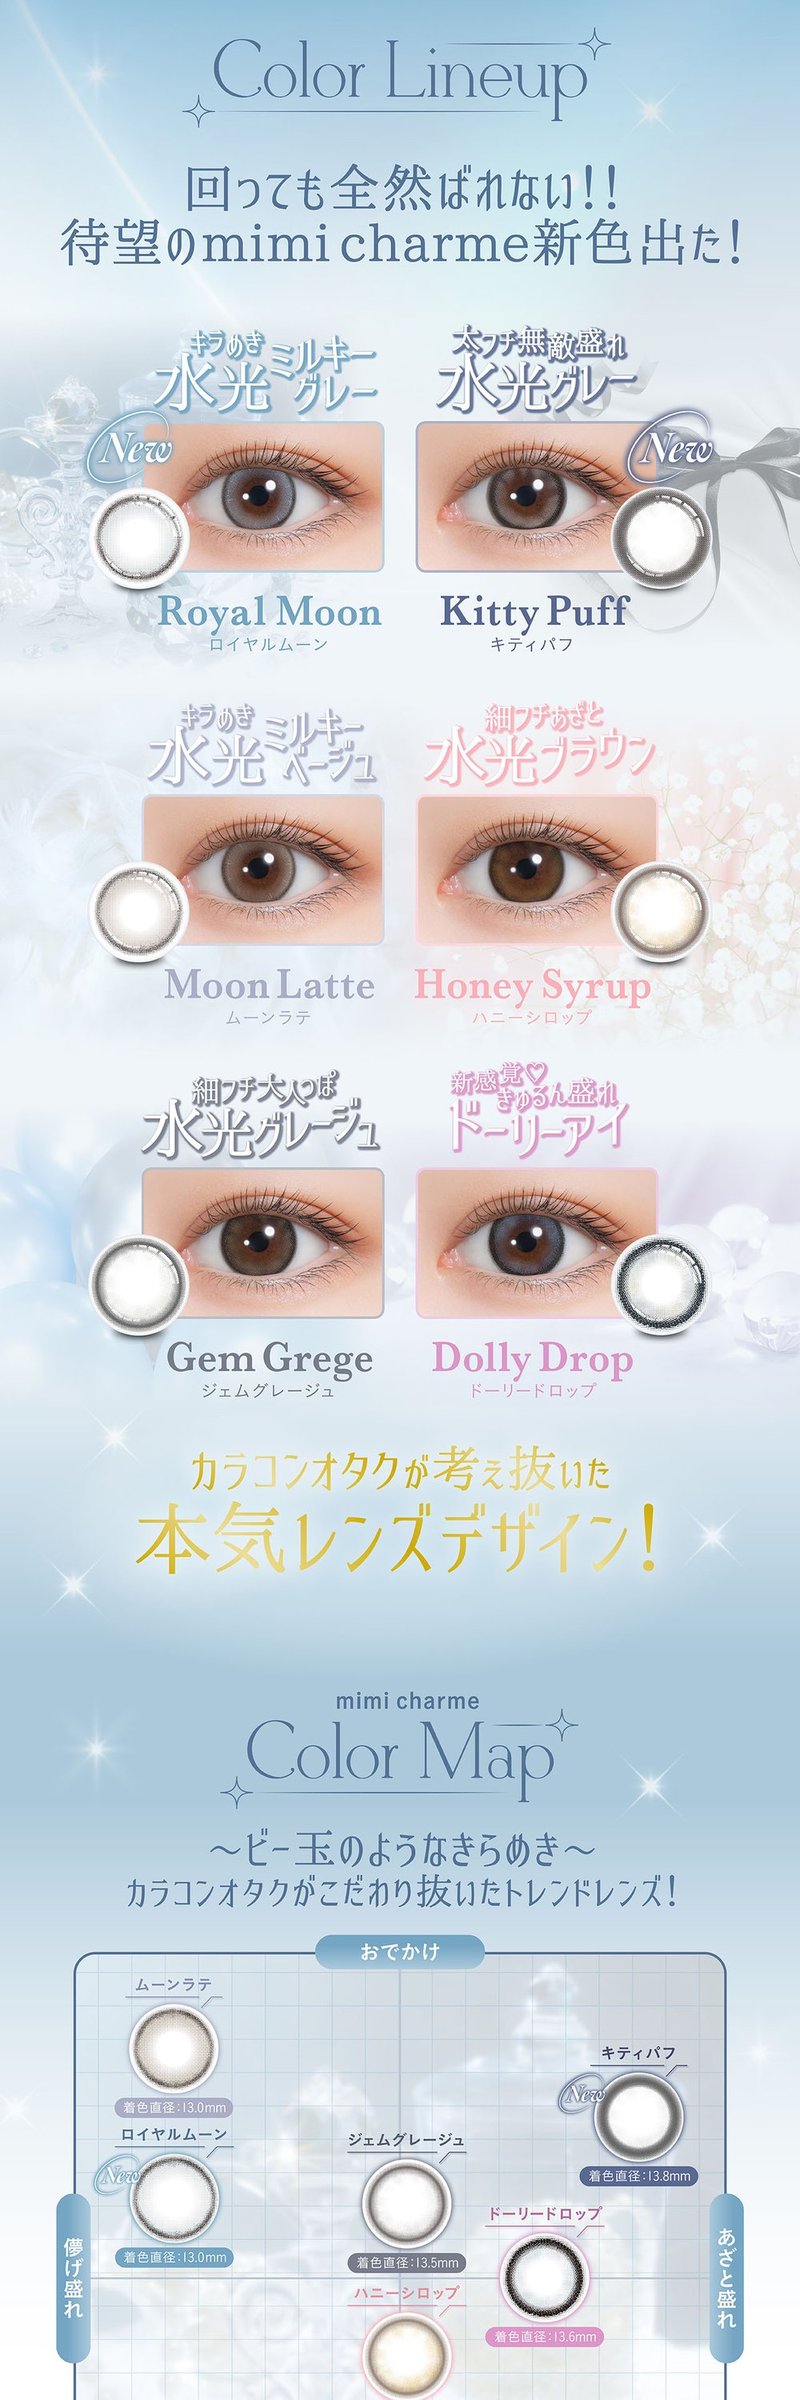 Color Lineup
回っても全然ばれない!!
待望のmimi charme新色出た!
キラめき
水光ミルキーグレー
太フチ無敵盛れ
水光グレー
New
New
Royal Moon
ロイヤルムーン
Kitty Puff
キティパフ
キラめき
水光ミルキーベージュ
細フチあざと
水光ブラウン
Moon Latte
ムーンラテ
Honey Syrup
ハニーシロップ
細フチ大人っぽ
水光グレージュ
新感覚♡
きゅるん盛れ
ドーリーアイ
Gem Grege
ジェムグレージュ
Dolly Drop
ドーリードロップ
カラコンオタクが考え抜いた
本気レンズデザイン!
mimi charme
Color Map
～ビー玉のようなきらめき～
カラコンオタクがこだわり抜いたトレンドレンズ!
おでかけ
ムーンラテ
着色直径:13.0mm
キティパフ
New
着色直径:13.8mm
ロイヤルムーン
New
着色直径:13.0mm
ジェムグレージュ
着色直径:13.5mm
ドーリードロップ
着色直径:13.6mm
儚げ盛れ
あざと盛れ
ハニーシロップ